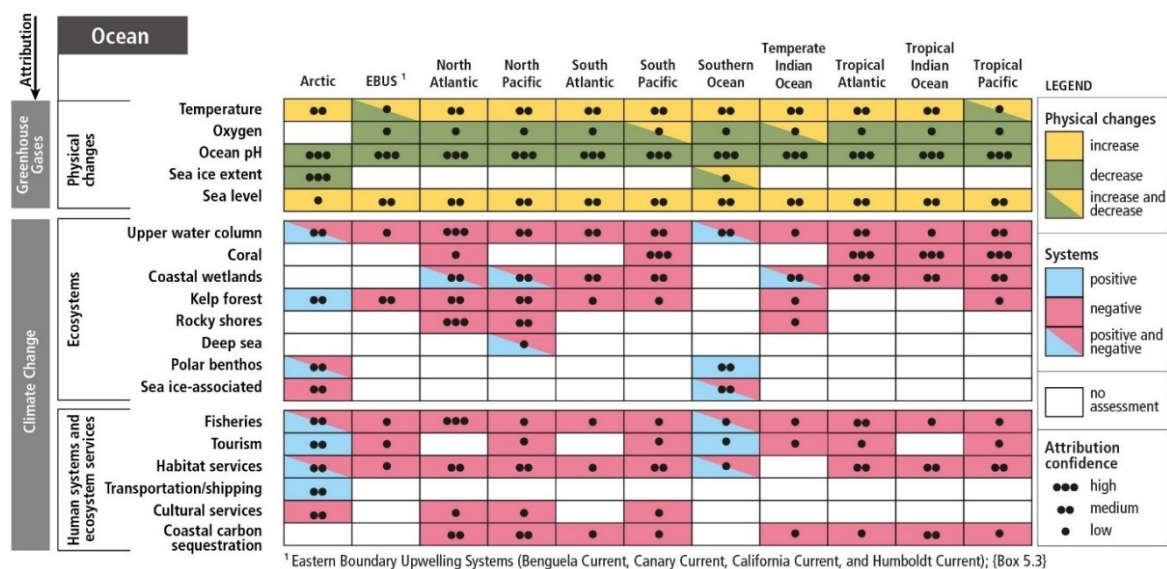 Attribution
Ocean
Arctic
EBUS 1
North Atlantic
North Pacific
South Atlantic
South Pacific
Southern Ocean
Temperate Indian Ocean
Tropical Atlantic
Tropical Indian Ocean
Tropical Pacific
Greenhouse Gases
Physical changes
Temperature
Oxygen
Ocean pH
Sea ice extent
Sea level
Climate Change
Ecosystems
Upper water column
Coral
Coastal wetlands
Kelp forest
Rocky shores
Deep sea
Polar benthos
Sea ice-associated
Human systems and ecosystem services
Fisheries
Tourism
Habitat services
Transportation/shipping
Cultural services
Coastal carbon
sequestration
LEGEND
Physical changes
increase
decrease
increase and
decrease
Systems
positive
negative
positive and
negative
no
assessment
Attribution
confidence
high
medium
low
1 Eastern Boundary Upwelling Systems (Benguela Current, Canary Current, California Current, and Humboldt Current); {Box 5.3}